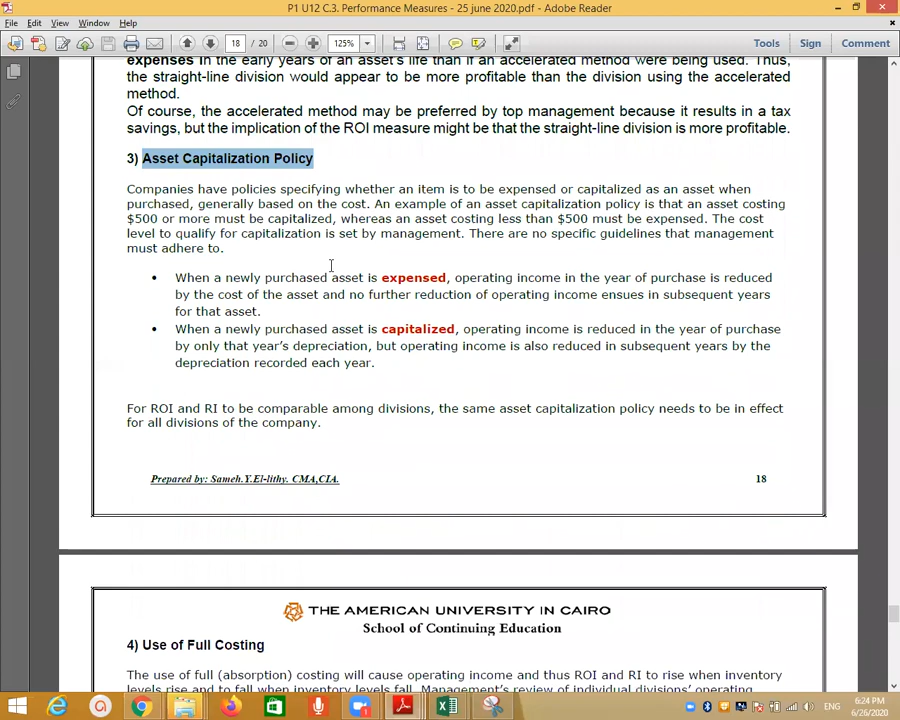 P1 U12 C.3. Performance Measures - 25 june 2020.pdf - Adobe Reader
File Edit View Window Help
18 / 20 125% Tools Sign Comment
expenses in the early years of an asset's life than if an accelerated method were being used. Thus,
the straight-line division would appear to be more profitable than the division using the accelerated
method.
Of course, the accelerated method may be preferred by top management because it results in a tax
savings, but the implication of the ROI measure might be that the straight-line division is more profitable.
3) Asset Capitalization Policy
Companies have policies specifying whether an item is to be expensed or capitalized as an asset when
purchased, generally based on the cost. An example of an asset capitalization policy is that an asset costing
$500 or more must be capitalized, whereas an asset costing less than $500 must be expensed. The cost
level to qualify for capitalization is set by management. There are no specific guidelines that management
must adhere to.
• When a newly purchased asset is expensed, operating income in the year of purchase is reduced
by the cost of the asset and no further reduction of operating income ensues in subsequent years
for that asset.
• When a newly purchased asset is capitalized, operating income is reduced in the year of purchase
by only that year's depreciation, but operating income is also reduced in subsequent years by the
depreciation recorded each year.
For ROI and RI to be comparable among divisions, the same asset capitalization policy needs to be in effect
for all divisions of the company.
Prepared by: Sameh.Y.El-lithy. CMA,CIA. 18
THE AMERICAN UNIVERSITY IN CAIRO
School of Continuing Education
4) Use of Full Costing
The use of full (absorption) costing will cause operating income and thus ROI and RI to rise when inventory
levels rise and to fall when inventory levels fall. Management's review of individual divisions' operating
ENG
6:24 PM
6/26/2020